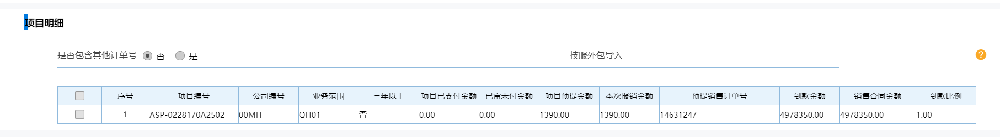 项目明细
是否包含其他订单号 否 是 技服外包导入 ?
序号 项目编号 公司编号 业务范围 三年以上 项目已支付金额 已审未付金额 项目预提金额 本次报销金额 预提销售订单号 到款金额 销售合同金额 到款比例
1 ASP-0228170A2502 00MH QH01 否 0.00 0.00 1390.00 1390.00 14631247 4978350.00 4978350.00 1.00